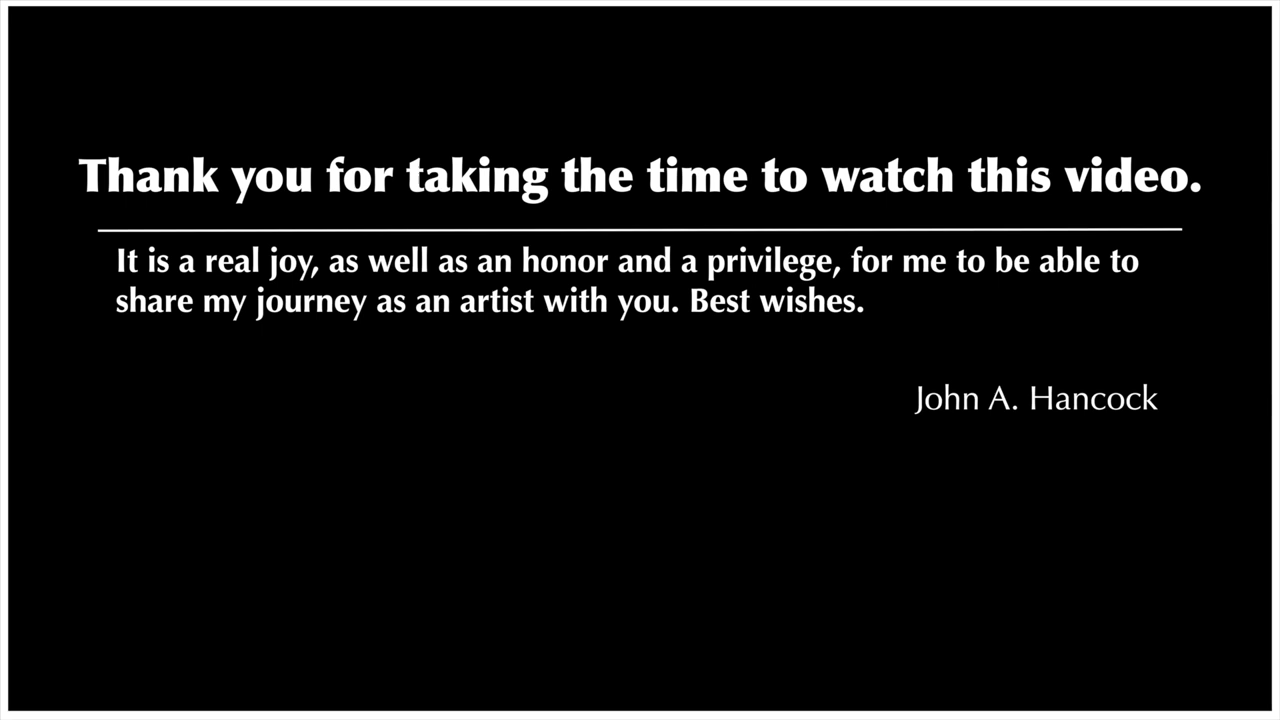 Thank you for taking the time to watch this video.
It is a real joy, as well as an honor and a privilege, for me to be able to
share my journey as an artist with you. Best wishes.
John A. Hancock